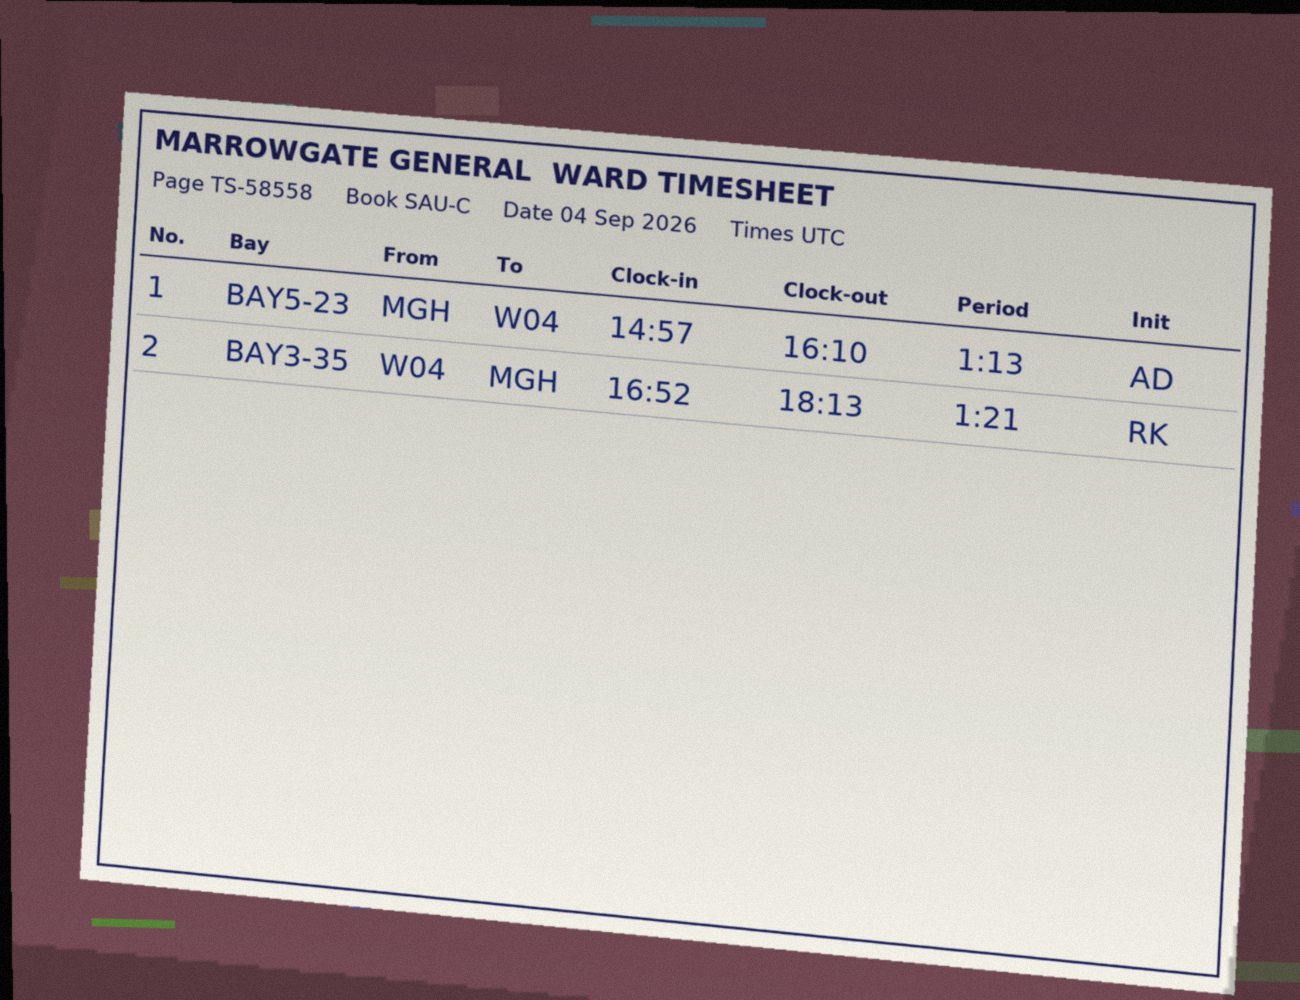 MARROWGATE GENERAL WARD TIMESHEET
Page TS-58558 Book SAU-C Date 04 Sep 2026 Times UTC
No. Bay From To Clock-in Clock-out Period Init
1 BAY5-23 MGH W04 14:57 16:10 1:13 AD
2 BAY3-35 W04 MGH 16:52 18:13 1:21 RK